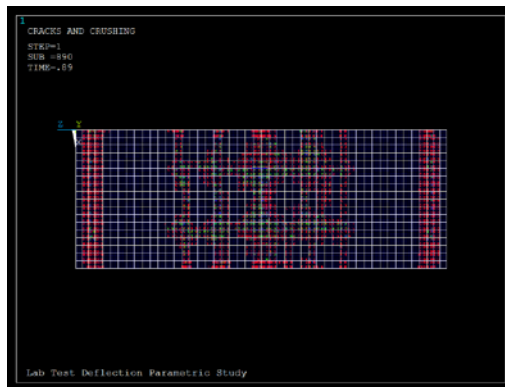 1
CRACKS AND CRUSHING
STEP=1
SUB =890
TIME=.89
Z Y
X
Lab Test Deflection Parametric Study